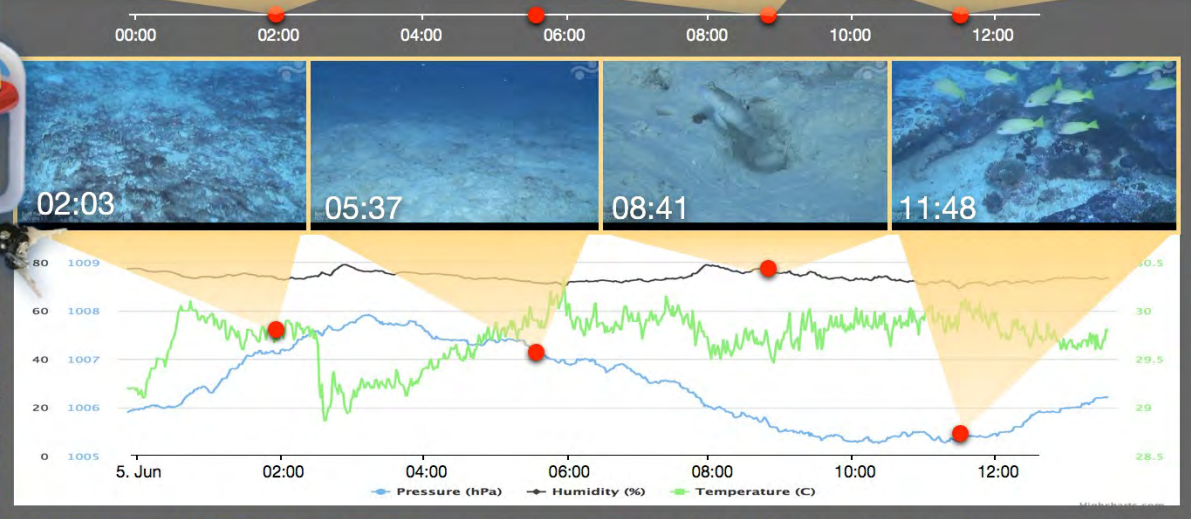 00:00 02:00 04:00 06:00 08:00 10:00 12:00
02:03 05:37 08:41 11:48
80 1009 30.5
60 1008 30
40 1007 29.5
20 1006 29
0 1005 28.5
5. Jun 02:00 04:00 06:00 08:00 10:00 12:00
Pressure (hPa) Humidity (%) Temperature (C)
Highcharts.com